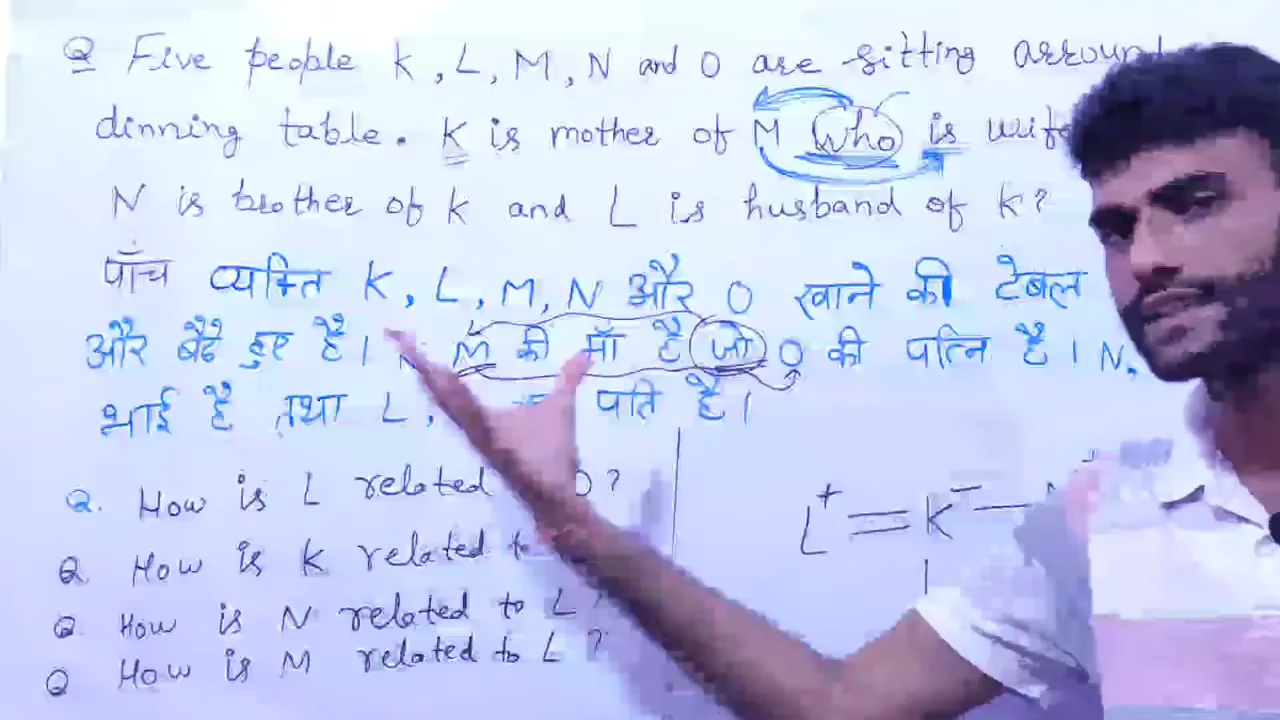 Q Five people K, L, M, N and O are sitting arround
dinning table. K is mother of M who is wife
N is brother of K and L is husband of K?
पाँच व्यक्ति K, L, M, N और O खाने की टेबल
और बैठे हुए है। M की माँ है जो O की पत्नि है। N,
भाई है तथा L, पति है।
Q. How is L related O?
Q. How is K related to
Q. How is N related to L?
Q How is M related to L?
L+ = K- —